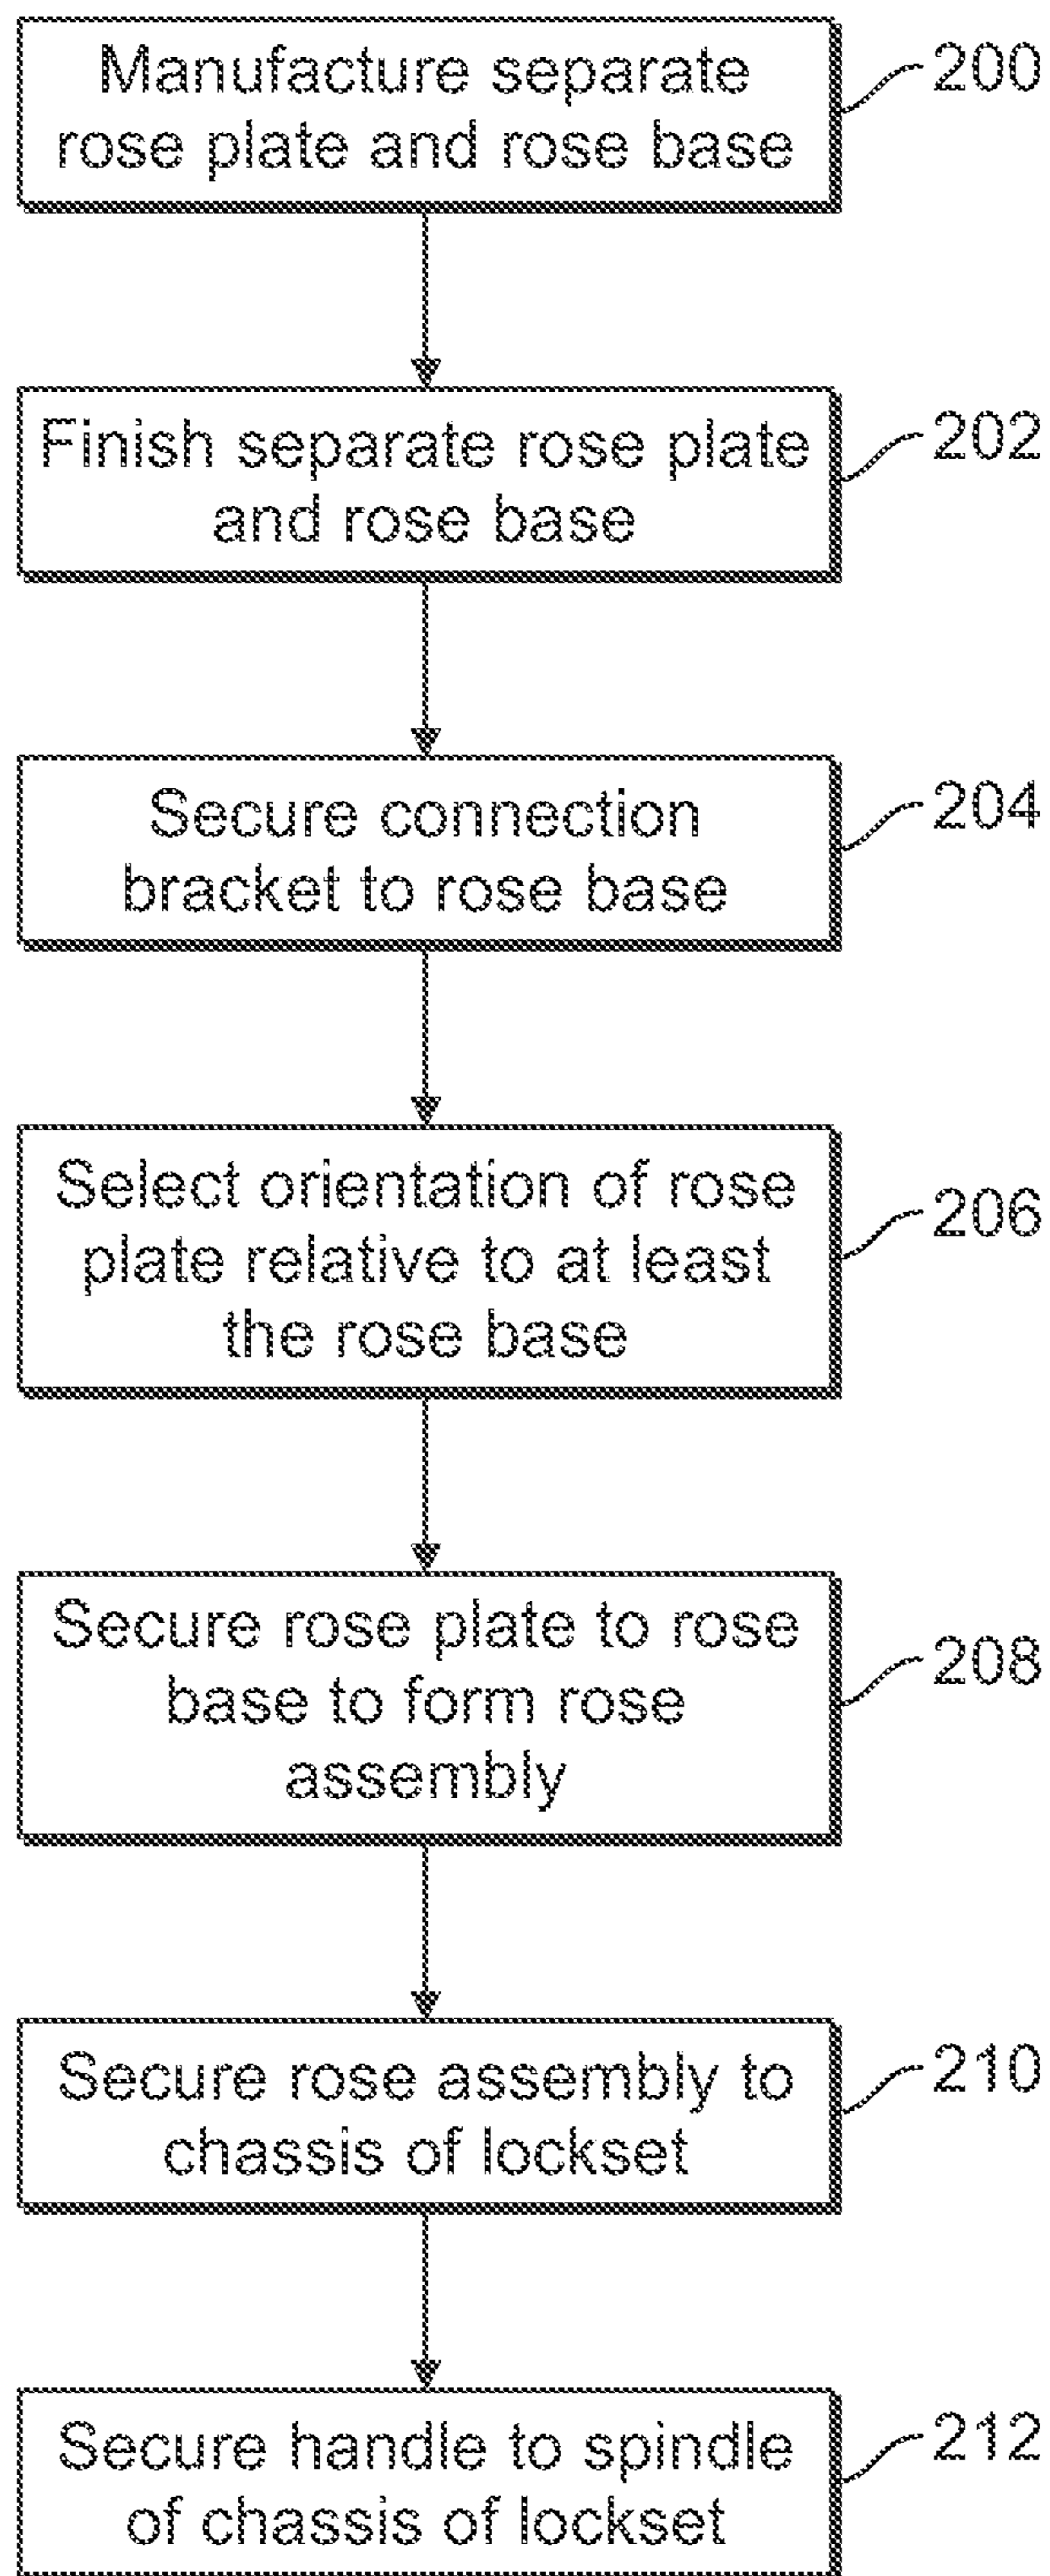 Manufacture separate
rose plate and rose base
200
Finish separate rose plate
and rose base
202
Secure connection
bracket to rose base
204
Select orientation of rose
plate relative to at least
the rose base
206
Secure rose plate to rose
base to form rose
assembly
208
Secure rose assembly to
chassis of lockset
210
Secure handle to spindle
of chassis of lockset
212